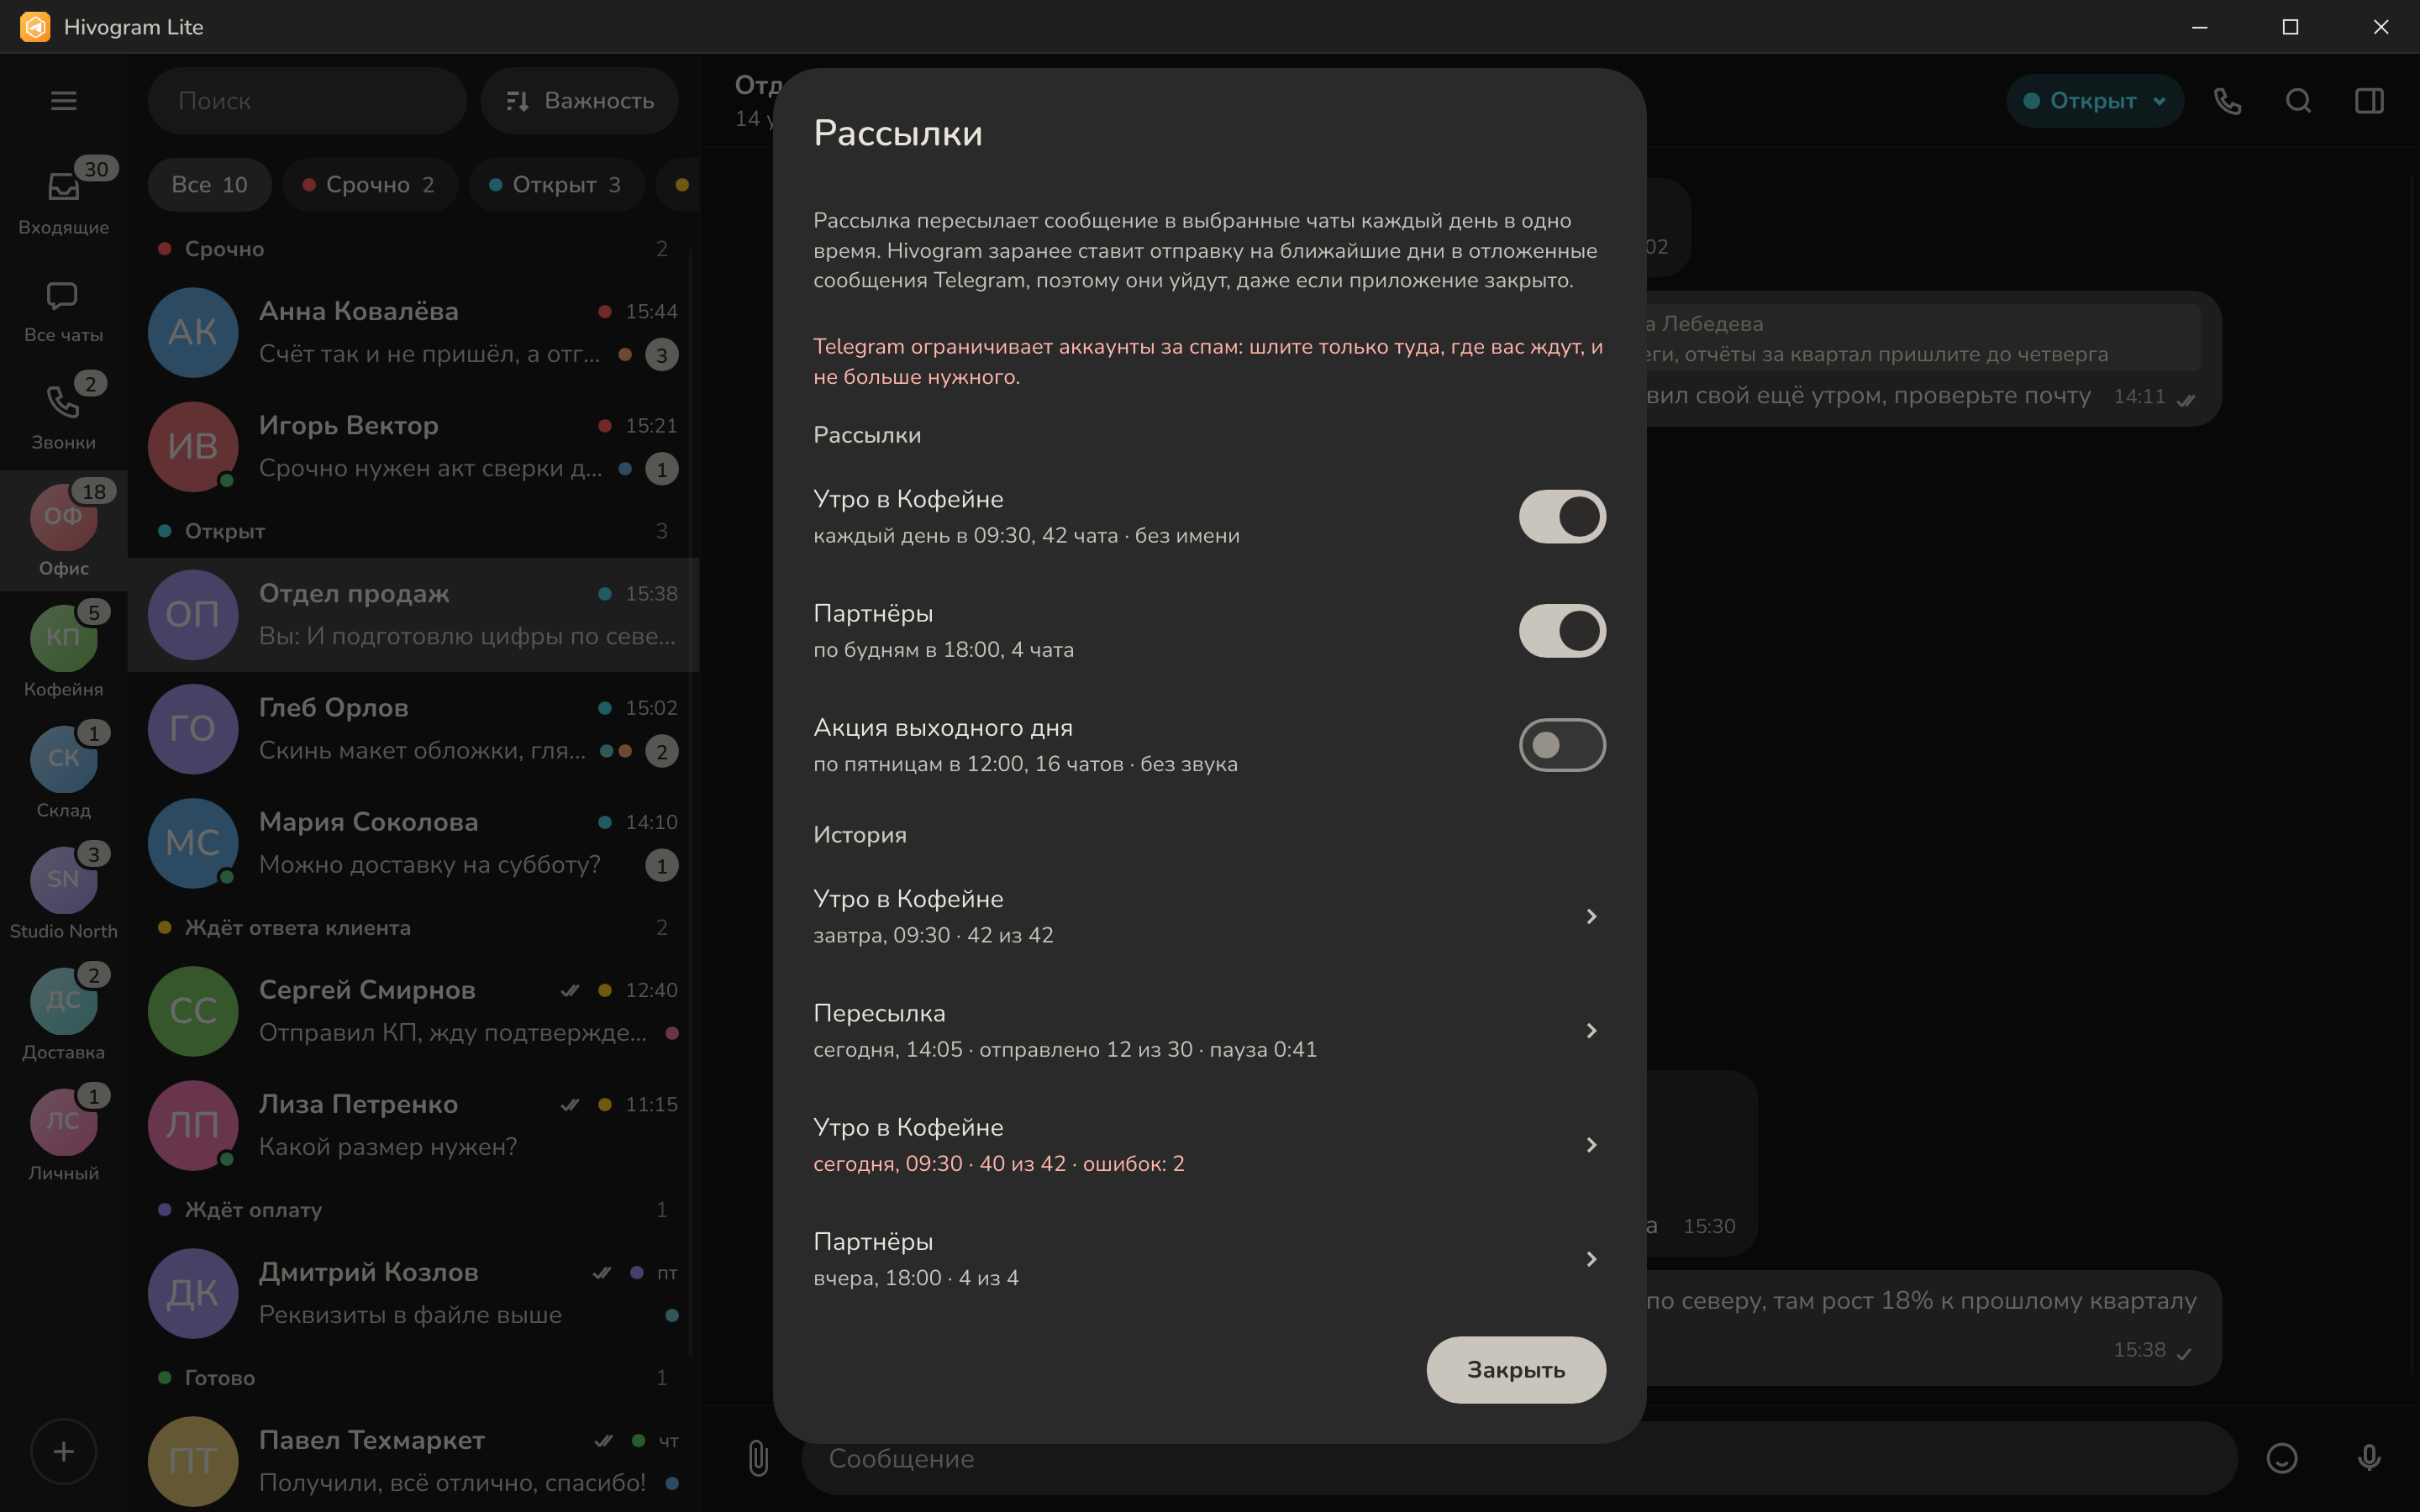 Hivogram Lite
Поиск
Важность
30
Входящие
Все чаты
2
Звонки
18
ОФ
Офис
5
КП
Кофейня
1
СК
Склад
3
SN
Studio North
2
ДС
Доставка
1
ЛС
Личный
Все 10
Срочно 2
Открыт 3
Срочно 2
АК
Анна Ковалёва 15:44
Счёт так и не пришёл, а отг... 3
ИВ
Игорь Вектор 15:21
Срочно нужен акт сверки д... 1
Открыт 3
ОП
Отдел продаж 15:38
Вы: И подготовлю цифры по севе...
ГО
Глеб Орлов 15:02
Скинь макет обложки, гля... 2
МС
Мария Соколова 14:10
Можно доставку на субботу? 1
Ждёт ответа клиента 2
СС
Сергей Смирнов 12:40
Отправил КП, жду подтвержде...
ЛП
Лиза Петренко 11:15
Какой размер нужен?
Ждёт оплату 1
ДК
Дмитрий Козлов пт
Реквизиты в файле выше
Готово 1
ПТ
Павел Техмаркет чт
Получили, всё отлично, спасибо!
Отд
14 у
Открыт
02
а Лебедева
еги, отчёты за квартал пришлите до четверга
вил свой ещё утром, проверьте почту 14:11
а 15:30
по северу, там рост 18% к прошлому кварталу
15:38
Сообщение
Рассылки
Рассылка пересылает сообщение в выбранные чаты каждый день в одно
время. Hivogram заранее ставит отправку на ближайшие дни в отложенные
сообщения Telegram, поэтому они уйдут, даже если приложение закрыто.
Telegram ограничивает аккаунты за спам: шлите только туда, где вас ждут, и
не больше нужного.
Рассылки
Утро в Кофейне
каждый день в 09:30, 42 чата · без имени
Партнёры
по будням в 18:00, 4 чата
Акция выходного дня
по пятницам в 12:00, 16 чатов · без звука
История
Утро в Кофейне
завтра, 09:30 · 42 из 42
Пересылка
сегодня, 14:05 · отправлено 12 из 30 · пауза 0:41
Утро в Кофейне
сегодня, 09:30 · 40 из 42 · ошибок: 2
Партнёры
вчера, 18:00 · 4 из 4
Закрыть